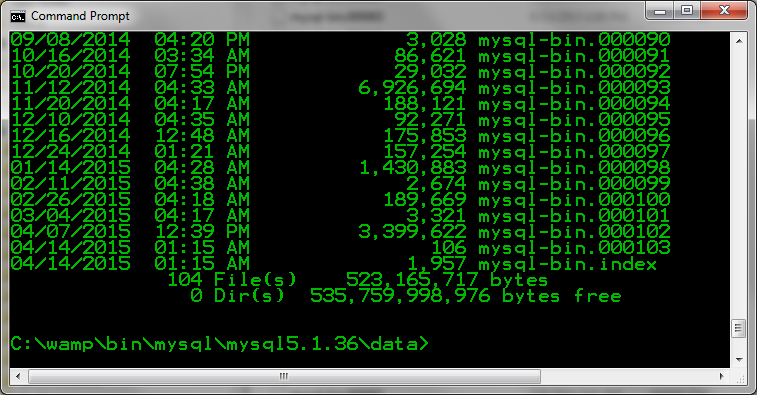 Command Prompt
09/08/2014  04:20 PM             3,028 mysql-bin.000090
10/16/2014  03:34 AM            86,621 mysql-bin.000091
10/20/2014  07:54 PM            29,032 mysql-bin.000092
11/12/2014  04:33 AM         6,926,694 mysql-bin.000093
11/20/2014  04:17 AM           188,121 mysql-bin.000094
12/10/2014  04:35 AM            92,271 mysql-bin.000095
12/16/2014  12:48 AM           175,853 mysql-bin.000096
12/24/2014  01:21 AM           157,254 mysql-bin.000097
01/14/2015  04:28 AM         1,430,883 mysql-bin.000098
02/11/2015  04:38 AM             2,674 mysql-bin.000099
02/26/2015  04:18 AM           189,669 mysql-bin.000100
03/04/2015  04:17 AM             3,321 mysql-bin.000101
04/07/2015  12:39 PM         3,399,622 mysql-bin.000102
04/14/2015  01:15 AM               106 mysql-bin.000103
04/14/2015  01:15 AM             1,957 mysql-bin.index
             104 File(s)    523,165,717 bytes
               0 Dir(s)  535,759,998,976 bytes free
C:\wamp\bin\mysql\mysql5.1.36\data>